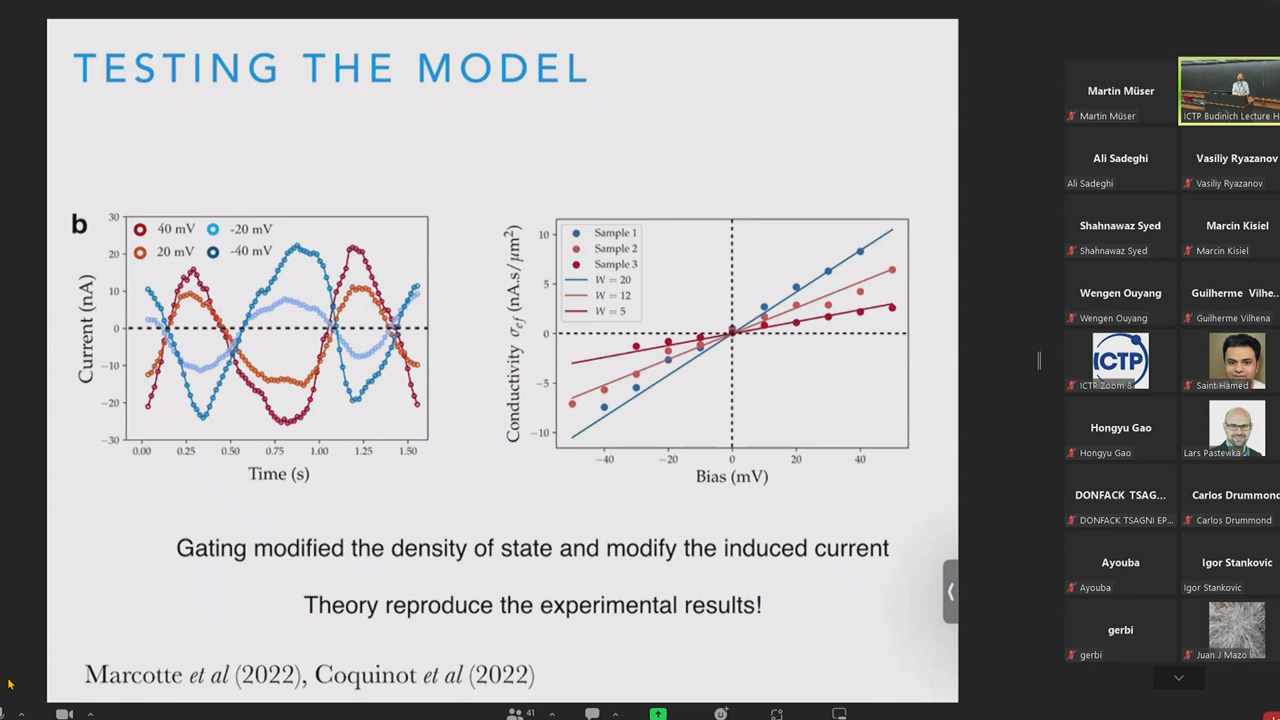 TESTING THE MODEL
b
Current (nA)
30
20
10
0
−10
−20
−30
40 mV
-20 mV
20 mV
-40 mV
0.00
0.25
0.50
0.75
1.00
1.25
1.50
Time (s)
Conductivity σef (nA.s/μm²)
10
5
0
−5
−10
Sample 1
Sample 2
Sample 3
W = 20
W = 12
W = 5
−40
−20
0
20
40
Bias (mV)
Gating modified the density of state and modify the induced current
Theory reproduce the experimental results!
Marcotte et al (2022), Coquinot et al (2022)
Martin Müser
Martin Müser
ICTP Budinich Lecture H
Ali Sadeghi
Ali Sadeghi
Vasiliy Ryazanov
Vasiliy Ryazanov
Shahnawaz Syed
Shahnawaz Syed
Marcin Kisiel
Marcin Kisiel
Wengen Ouyang
Wengen Ouyang
Guilherme Vilhe...
Guilherme Vilhena
ICTP
ICTP Zoom 8
Saint Hamed
Hongyu Gao
Hongyu Gao
Lars Pastewka
DONFACK TSAG...
DONFACK TSAGNI EP...
Carlos Drummond
Carlos Drummond
Ayouba
Ayouba
Igor Stankovic
Igor Stankovic
gerbi
gerbi
Juan J Mazo
41